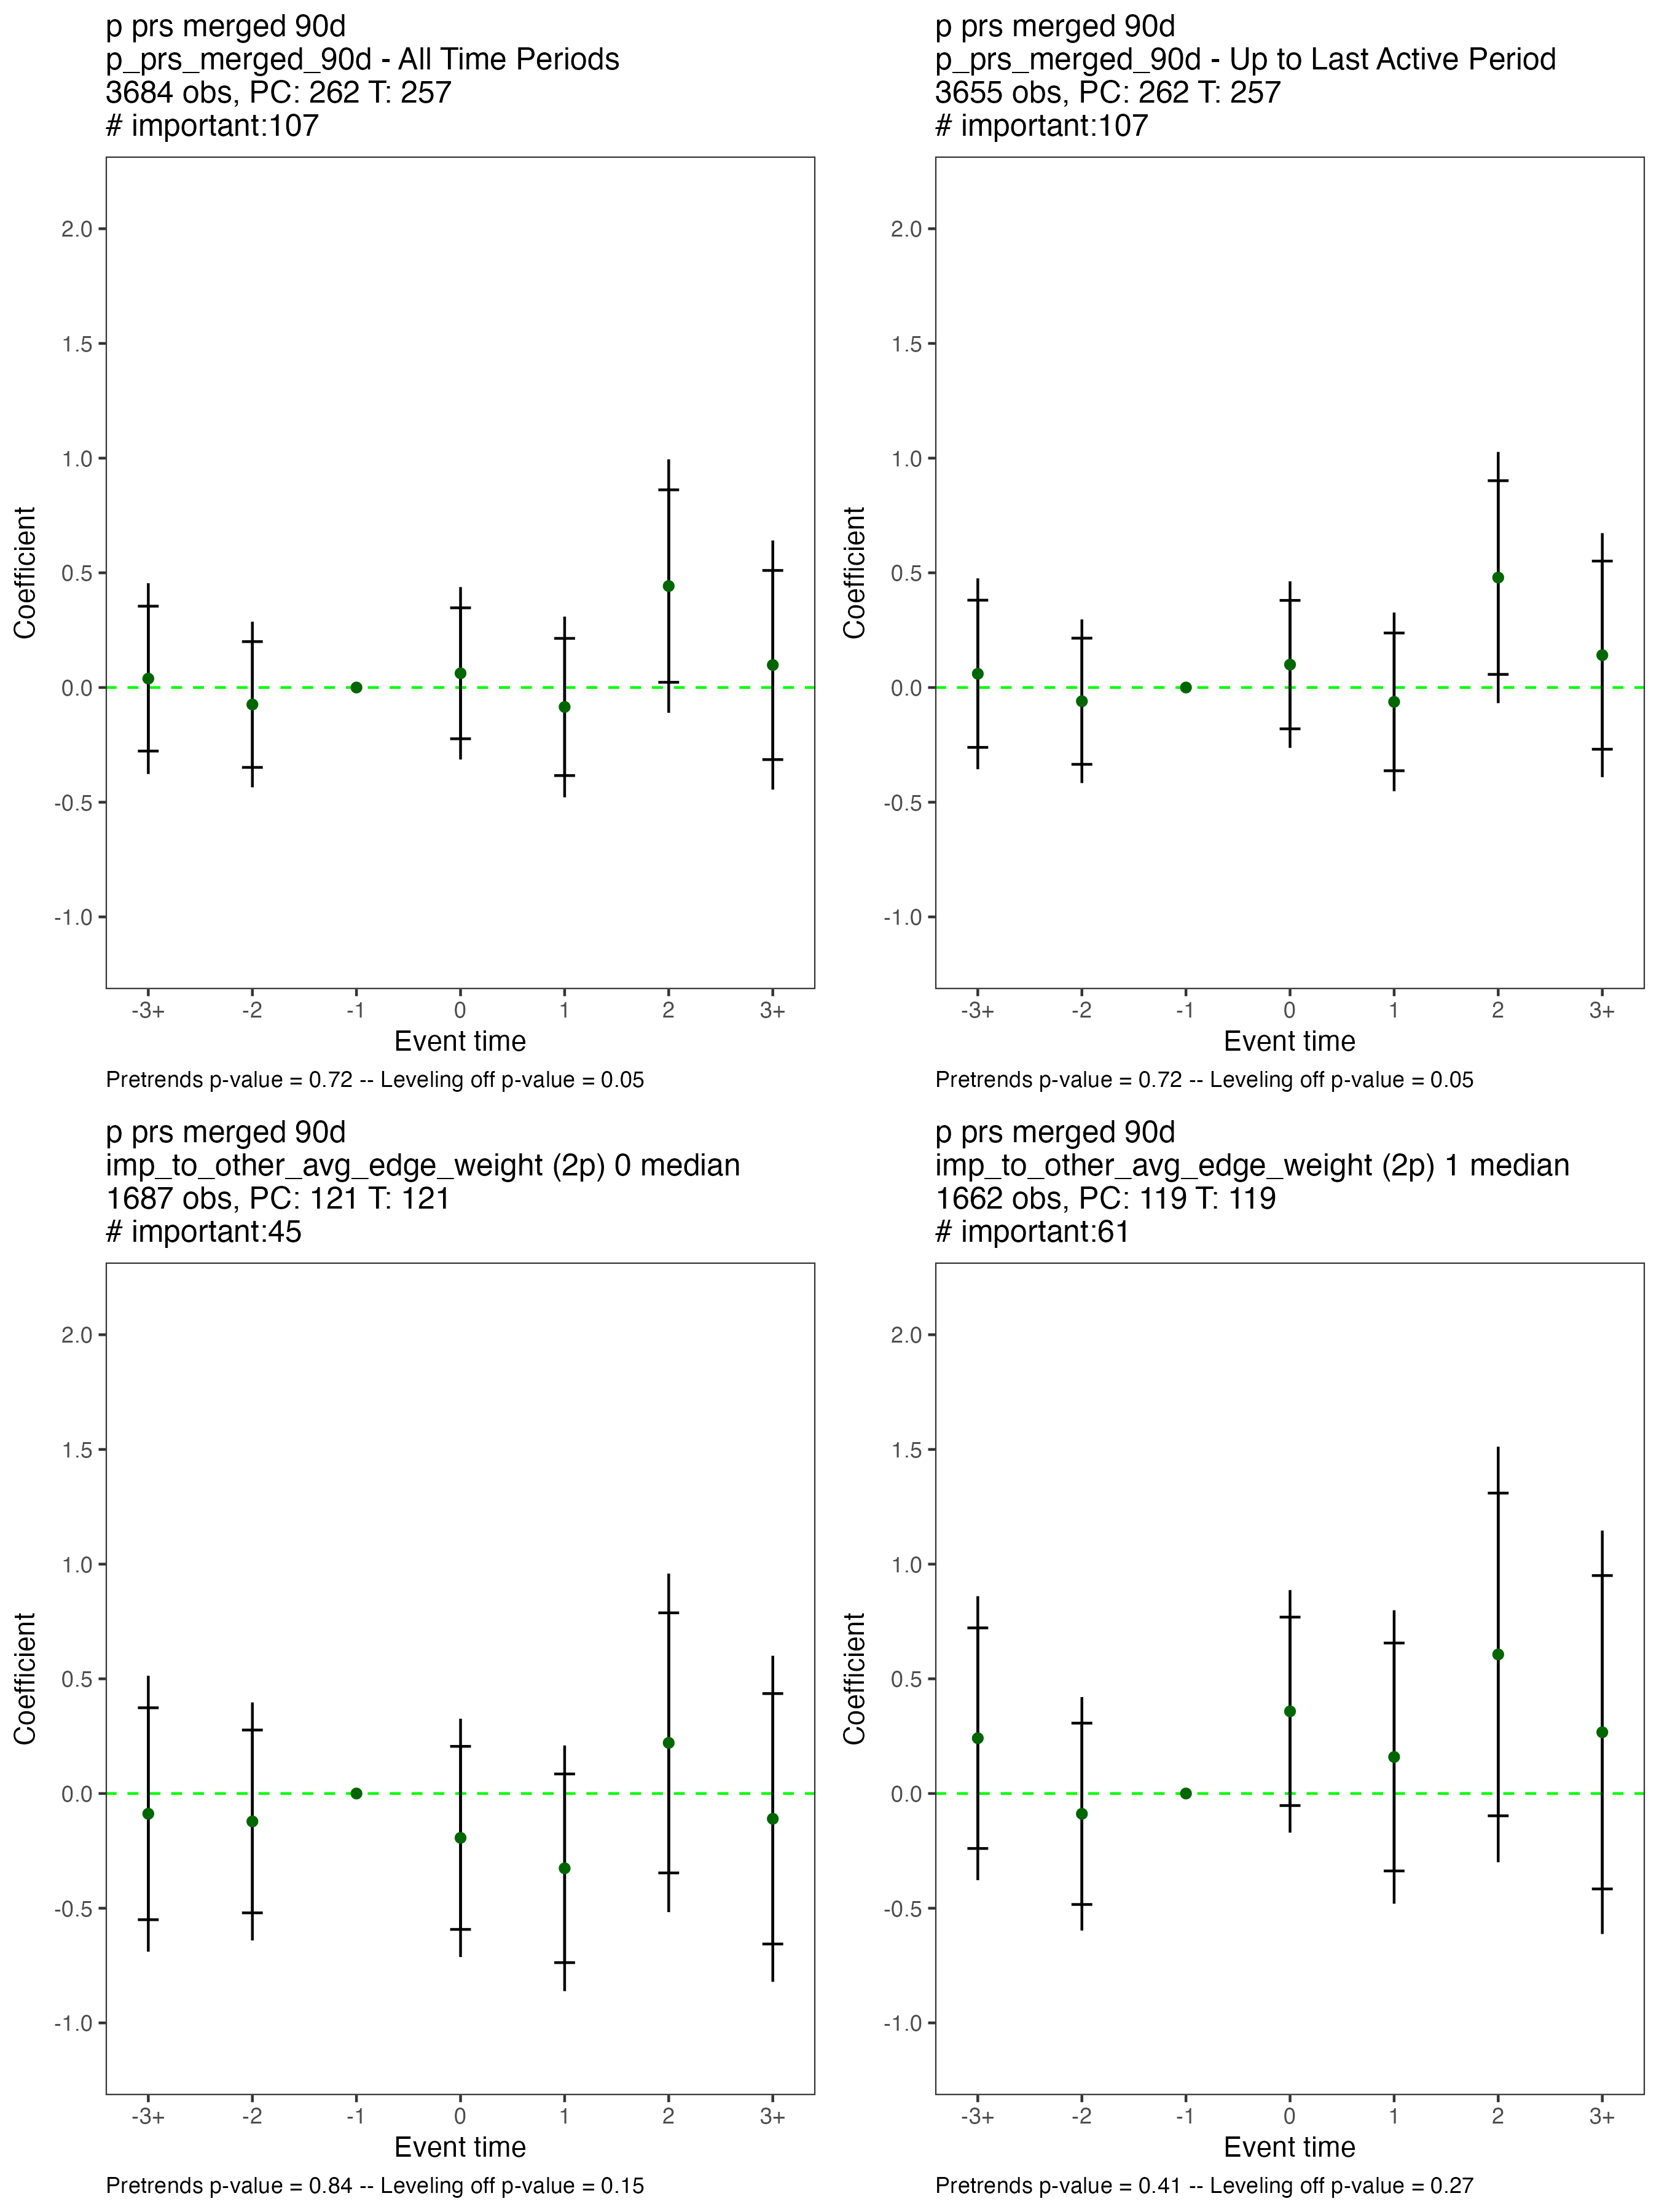 p prs merged 90d
p_prs_merged_90d - All Time Periods
3684 obs, PC: 262 T: 257
# important:107
2.0
1.5
1.0
0.5
0.0
-0.5
-1.0
Coefficient
-3+ -2 -1 0 1 2 3+
Event time
Pretrends p-value = 0.72 -- Leveling off p-value = 0.05
p prs merged 90d
p_prs_merged_90d - Up to Last Active Period
3655 obs, PC: 262 T: 257
# important:107
2.0
1.5
1.0
0.5
0.0
-0.5
-1.0
Coefficient
-3+ -2 -1 0 1 2 3+
Event time
Pretrends p-value = 0.72 -- Leveling off p-value = 0.05
p prs merged 90d
imp_to_other_avg_edge_weight (2p) 0 median
1687 obs, PC: 121 T: 121
# important:45
2.0
1.5
1.0
0.5
0.0
-0.5
-1.0
Coefficient
-3+ -2 -1 0 1 2 3+
Event time
Pretrends p-value = 0.84 -- Leveling off p-value = 0.15
p prs merged 90d
imp_to_other_avg_edge_weight (2p) 1 median
1662 obs, PC: 119 T: 119
# important:61
2.0
1.5
1.0
0.5
0.0
-0.5
-1.0
Coefficient
-3+ -2 -1 0 1 2 3+
Event time
Pretrends p-value = 0.41 -- Leveling off p-value = 0.27